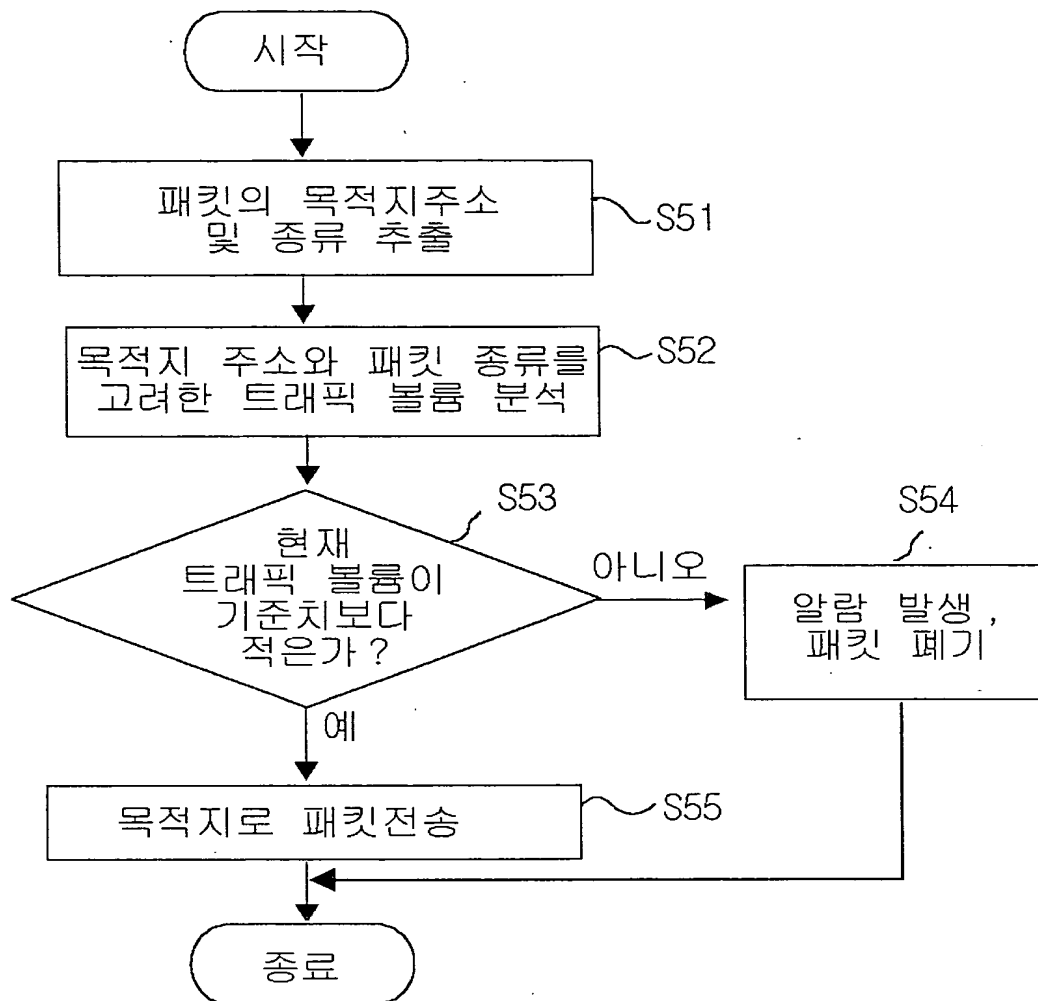 시작
패킷의 목적지주소
및 종류 추출
S51
목적지 주소와 패킷 종류를
고려한 트래픽 볼륨 분석
S52
S53
현재
트래픽 볼륨이
기준치보다
적은가?
아니오
S54
알람 발생,
패킷 폐기
예
목적지로 패킷전송
S55
종료